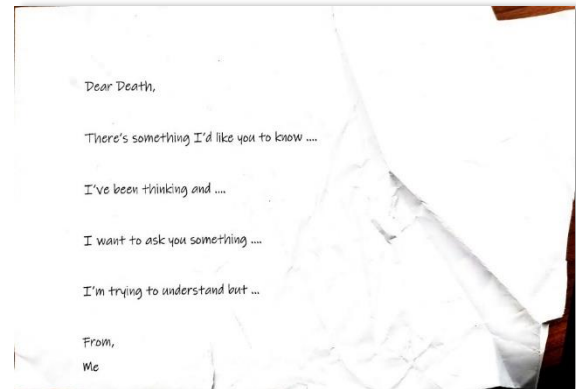 Dear Death,
There's something I'd like you to know ....
I've been thinking and ....
I want to ask you something ....
I'm trying to understand but ...
From,
Me